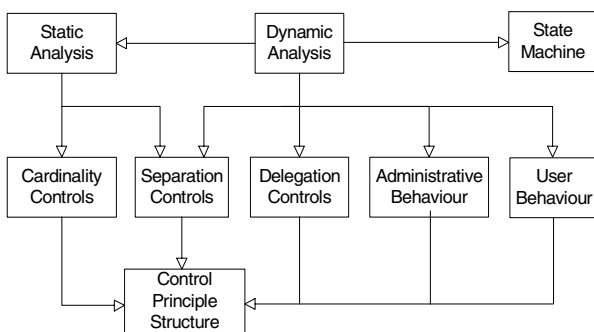 Static
Analysis
Dynamic
Analysis
State
Machine
Cardinality
Controls
Separation
Controls
Delegation
Controls
Administrative
Behaviour
User
Behaviour
Control
Principle
Structure